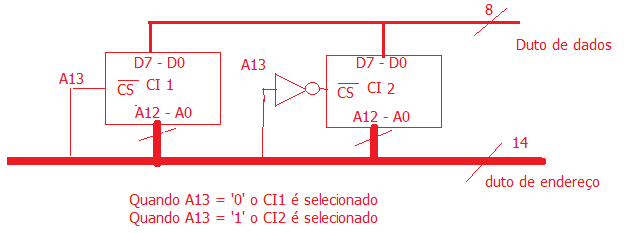 8
Duto de dados
D7 - D0
D7 - D0
A13
A13
CS CI 1
CS CI 2
A12 - A0
A12 - A0
14
duto de endereço
Quando A13 = '0' o CI1 é selecionado
Quando A13 = '1' o CI2 é selecionado